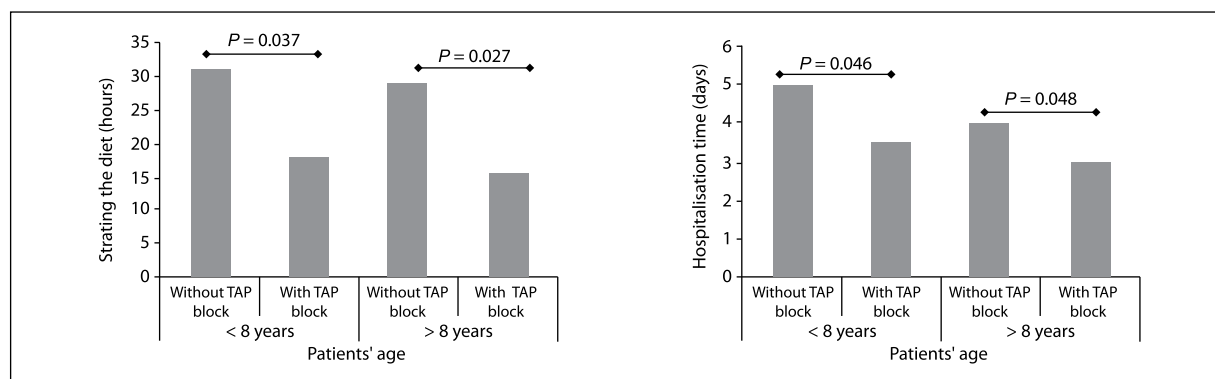 Strating the diet (hours)
35
30
25
20
15
10
5
0
P = 0.037
P = 0.027
Without TAP block
With TAP block
Without TAP block
With TAP block
< 8 years
> 8 years
Patients' age
Hospitalisation time (days)
6
5
4
3
2
1
0
P = 0.046
P = 0.048
Without TAP block
With TAP block
Without TAP block
With TAP block
< 8 years
> 8 years
Patients' age